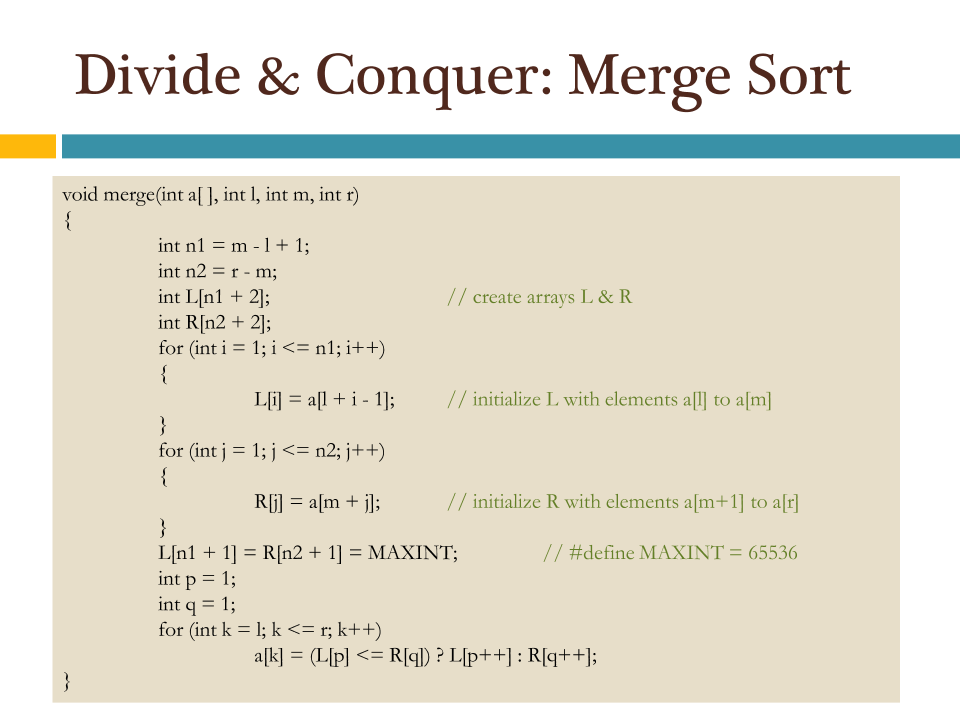 Divide & Conquer: Merge Sort
void merge(int a[ ], int l, int m, int r)
{
int n1 = m - l + 1;
int n2 = r - m;
int L[n1 + 2]; // create arrays L & R
int R[n2 + 2];
for (int i = 1; i <= n1; i++)
{
L[i] = a[l + i - 1]; // initialize L with elements a[l] to a[m]
}
for (int j = 1; j <= n2; j++)
{
R[j] = a[m + j]; // initialize R with elements a[m+1] to a[r]
}
L[n1 + 1] = R[n2 + 1] = MAXINT; // #define MAXINT = 65536
int p = 1;
int q = 1;
for (int k = l; k <= r; k++)
a[k] = (L[p] <= R[q]) ? L[p++] : R[q++];
}